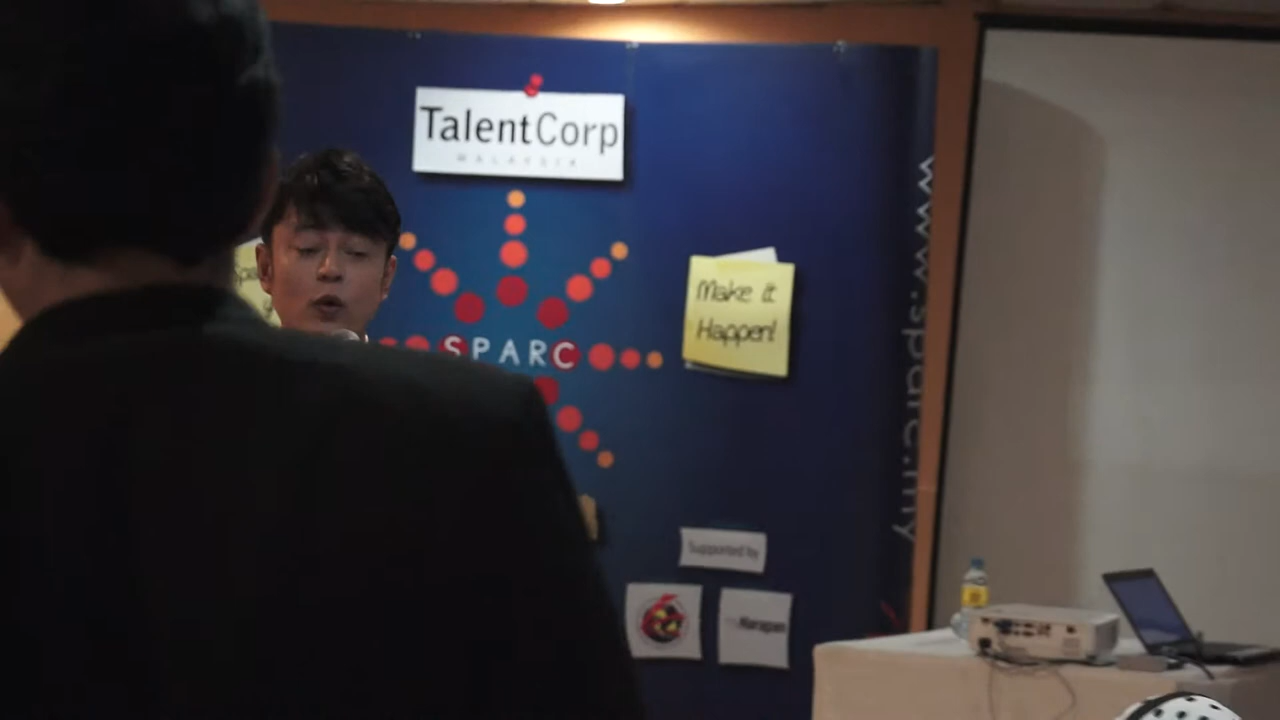 TalentCorp
MALAYSIA
SPARC
Make it
Happen!
www.sparc.my
Supported by
Harapan